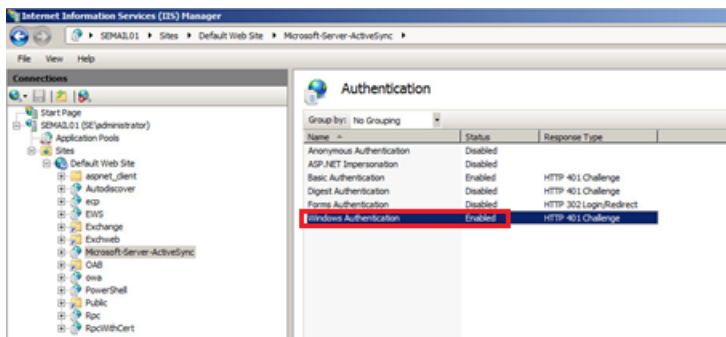 Internet Information Services (IIS) Manager
SEMAIL01 Sites Default Web Site Microsoft-Server-ActiveSync
File View Help
Connections
Start Page
SEMAIL01 (SE\administrator)
Application Pools
Sites
Default Web Site
aspnet_client
Autodiscover
ecp
EWS
Exchange
Exchweb
Microsoft-Server-ActiveSync
OAB
owa
PowerShell
Public
Rpc
RpcWithCert
Authentication
Group by: No Grouping
Name Status Response Type
Anonymous Authentication Disabled
ASP.NET Impersonation Disabled
Basic Authentication Enabled HTTP 401 Challenge
Digest Authentication Disabled HTTP 401 Challenge
Forms Authentication Disabled HTTP 302 Login/Redirect
Windows Authentication Enabled HTTP 401 Challenge